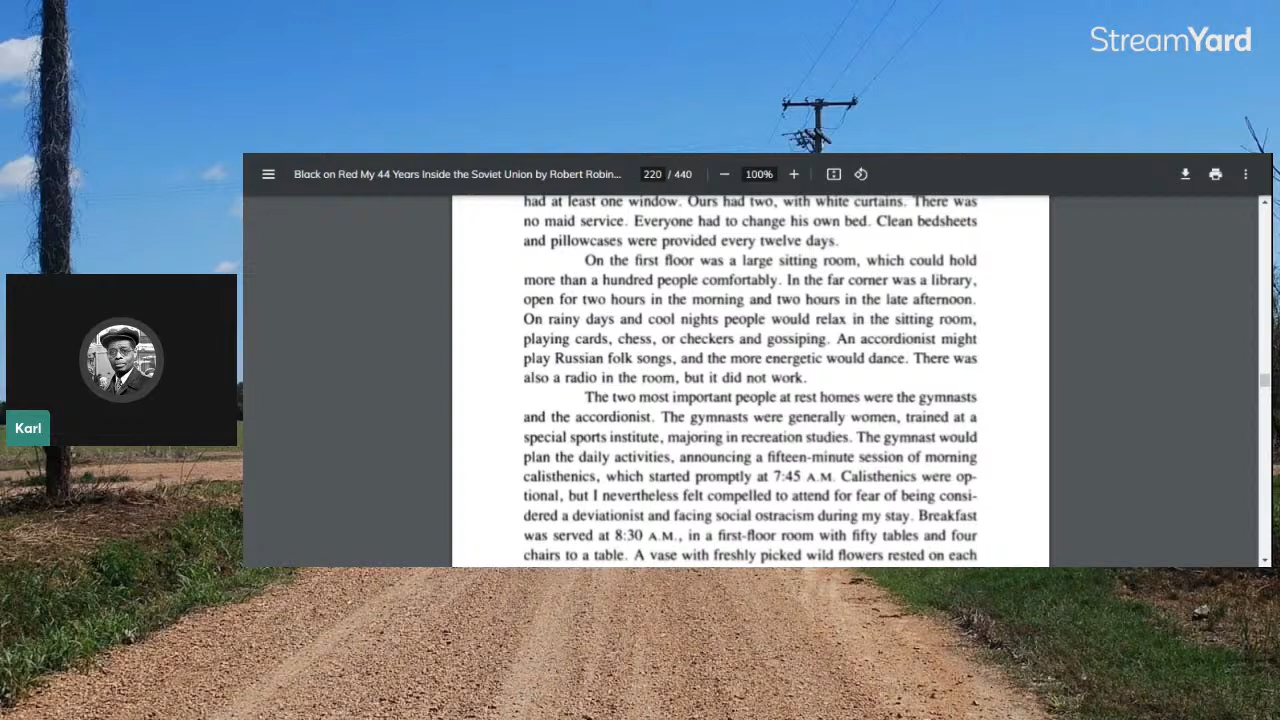 StreamYard
Black on Red My 44 Years Inside the Soviet Union by Robert Robin...
220 / 440
100%
had at least one window. Ours had two, with white curtains. There was
no maid service. Everyone had to change his own bed. Clean bedsheets
and pillowcases were provided every twelve days.
On the first floor was a large sitting room, which could hold
more than a hundred people comfortably. In the far corner was a library,
open for two hours in the morning and two hours in the late afternoon.
On rainy days and cool nights people would relax in the sitting room,
playing cards, chess, or checkers and gossiping. An accordionist might
play Russian folk songs, and the more energetic would dance. There was
also a radio in the room, but it did not work.
The two most important people at rest homes were the gymnasts
and the accordionist. The gymnasts were generally women, trained at a
special sports institute, majoring in recreation studies. The gymnast would
plan the daily activities, announcing a fifteen-minute session of morning
calisthenics, which started promptly at 7:45 A.M. Calisthenics were op-
tional, but I nevertheless felt compelled to attend for fear of being consi-
dered a deviationist and facing social ostracism during my stay. Breakfast
was served at 8:30 A.M., in a first-floor room with fifty tables and four
chairs to a table. A vase with freshly picked wild flowers rested on each
Karl